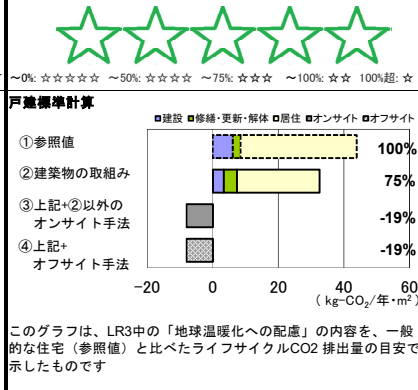 ~0%: ☆☆☆☆☆ ~50%: ☆☆☆☆ ~75%: ☆☆☆ ~100%: ☆☆ 100%超: ☆
戸建標準計算
■建設 ■修繕・更新・解体 □居住 ■オンサイト ■オフサイト
①参照値 100%
②建築物の取組み 75%
③上記+②以外の
オンサイト手法 -19%
④上記+
オフサイト手法 -19%
-20 0 20 40 60
( kg-CO₂/年・m² )
このグラフは、LR3中の「地球温暖化への配慮」の内容を、一般
的な住宅（参照値）と比べたライフサイクルCO2 排出量の目安で
示したものです